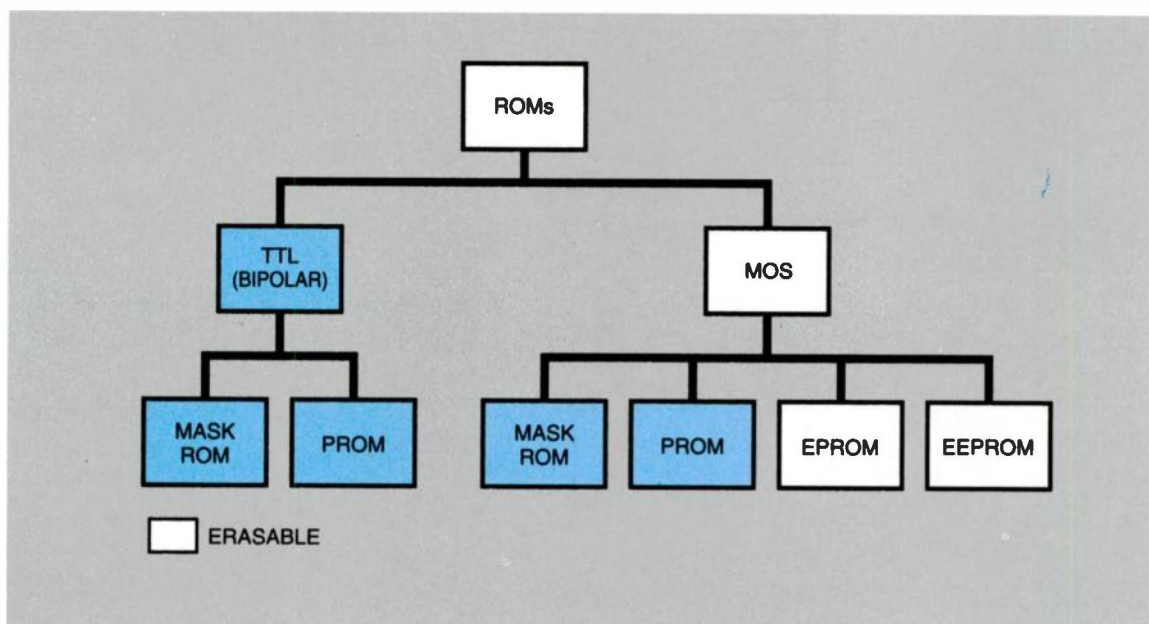 ROMs
TTL
(BIPOLAR)
MOS
MASK
ROM
PROM
MASK
ROM
PROM
EPROM
EEPROM
ERASABLE